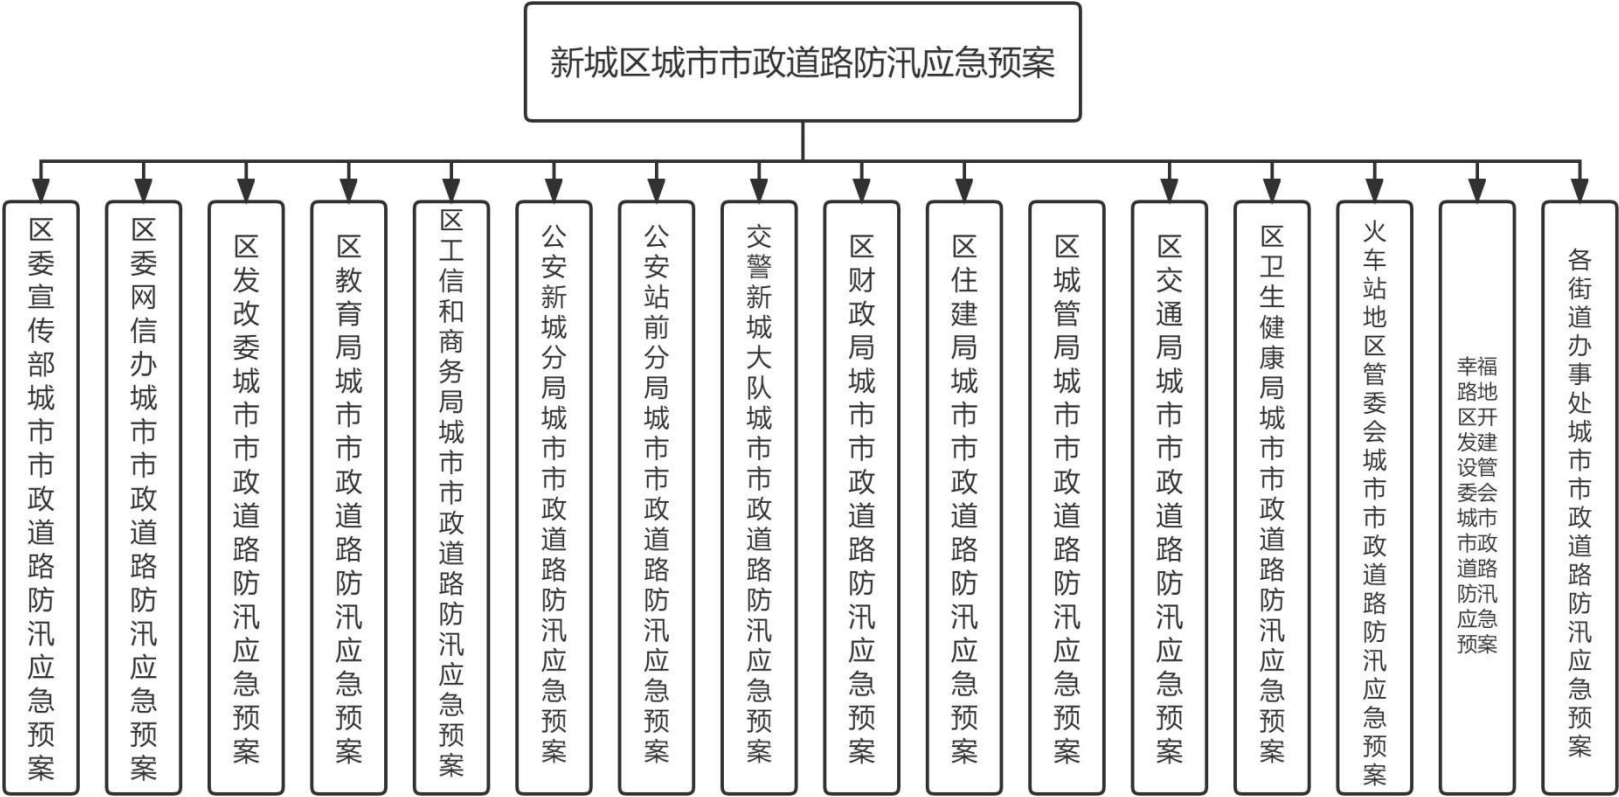 新城区城市市政道路防汛应急预案
区委宣传部城市市政道路防汛应急预案
区委网信办城市市政道路防汛应急预案
区发改委城市市政道路防汛应急预案
区教育局城市市政道路防汛应急预案
区工信和商务局城市市政道路防汛应急预案
公安新城分局城市市政道路防汛应急预案
公安站前分局城市市政道路防汛应急预案
交警新城大队城市市政道路防汛应急预案
区财政局城市市政道路防汛应急预案
区住建局城市市政道路防汛应急预案
区城管局城市市政道路防汛应急预案
区交通局城市市政道路防汛应急预案
区卫生健康局城市市政道路防汛应急预案
火车站地区管委会城市市政道路防汛应急预案
幸福路地区开发建设管委会城市市政道路防汛应急预案
各街道办事处城市市政道路防汛应急预案